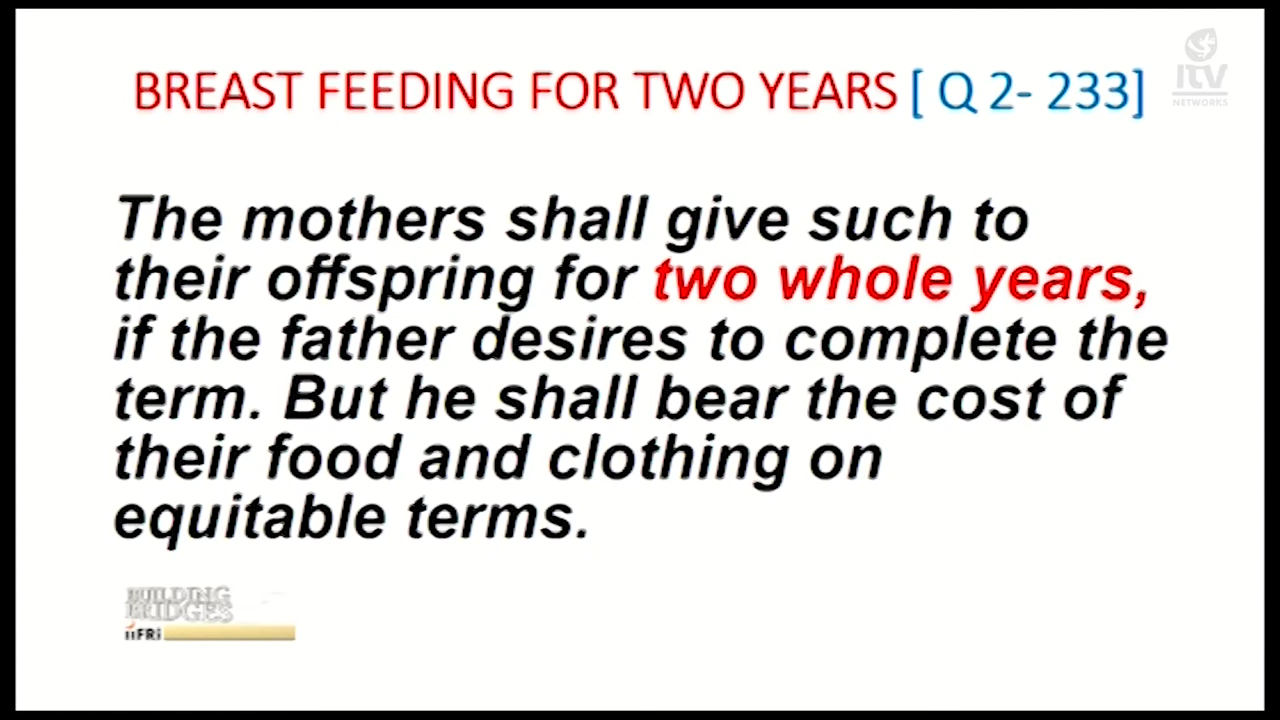 BREAST FEEDING FOR TWO YEARS [ Q 2- 233]
ITV
NETWORKS
The mothers shall give such to
their offspring for two whole years,
if the father desires to complete the
term. But he shall bear the cost of
their food and clothing on
equitable terms.
BUILDING
BRIDGES
iiFRi